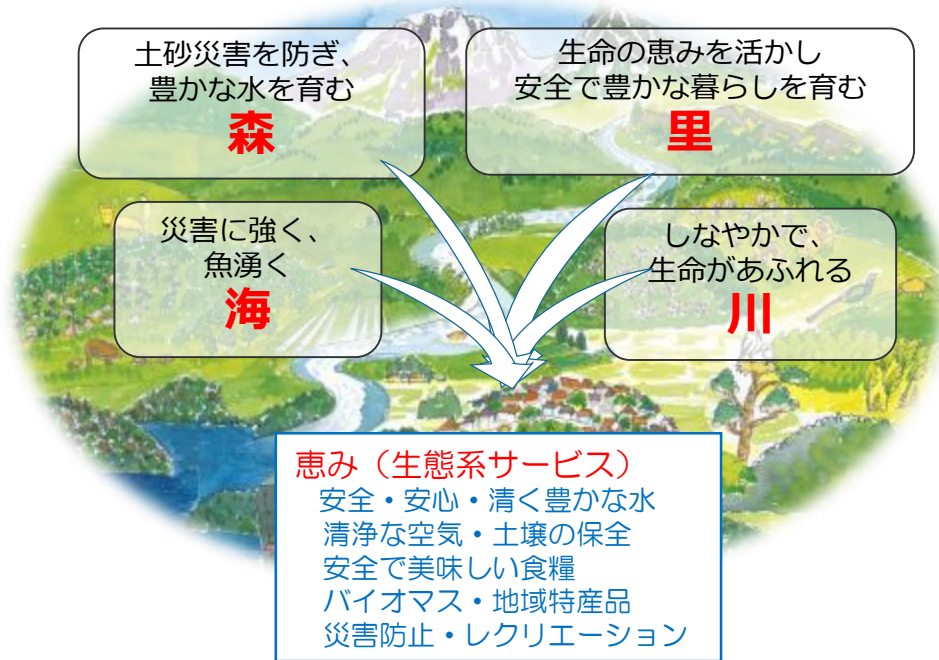 土砂災害を防ぎ、
豊かな水を育む
森
生命の恵みを活かし
安全で豊かな暮らしを育む
里
災害に強く、
魚湧く
海
しなやかで、
生命があふれる
川
恵み（生態系サービス）
安全・安心・清く豊かな水
清浄な空気・土壌の保全
安全で美味しい食糧
バイオマス・地域特産品
災害防止・レクリエーション